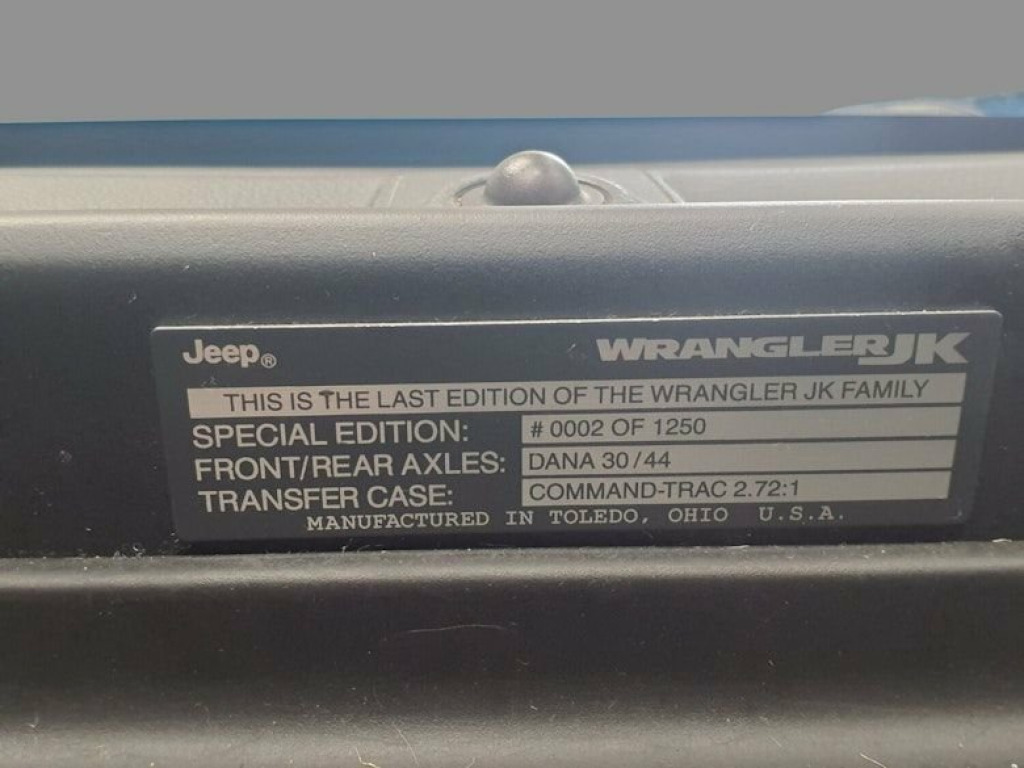 Jeep® WRANGLER JK
THIS IS THE LAST EDITION OF THE WRANGLER JK FAMILY
SPECIAL EDITION: # 0002 OF 1250
FRONT/REAR AXLES: DANA 30/44
TRANSFER CASE: COMMAND-TRAC 2.72:1
MANUFACTURED IN TOLEDO, OHIO U.S.A.